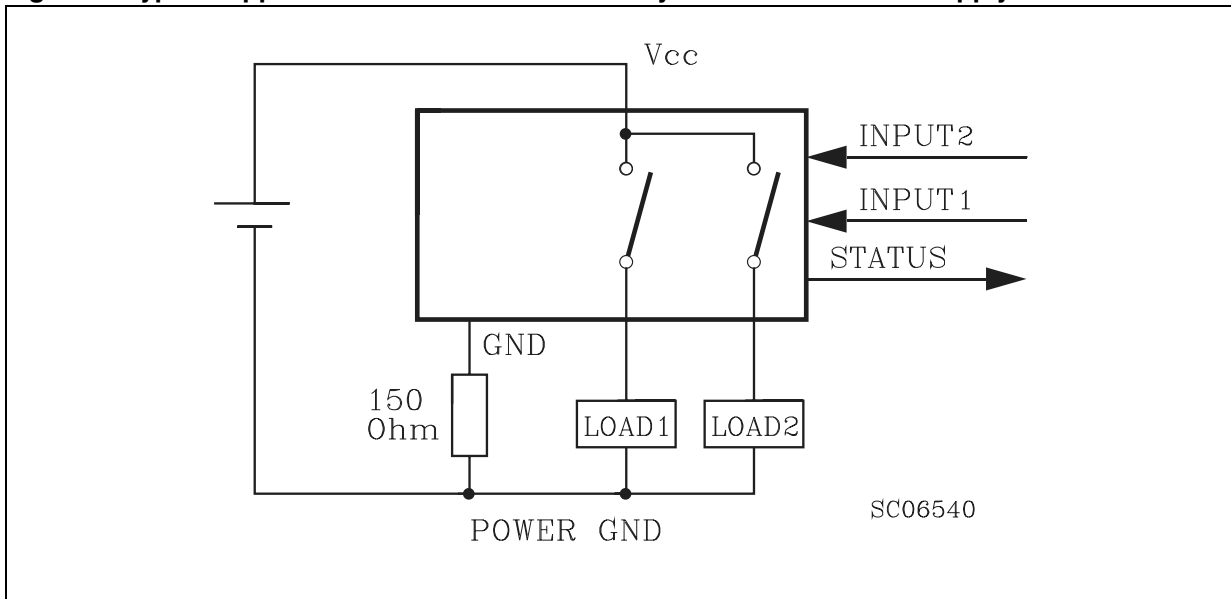 Vcc
INPUT2
INPUT1
STATUS
GND
150
Ohm
LOAD1
LOAD2
POWER GND
SC06540